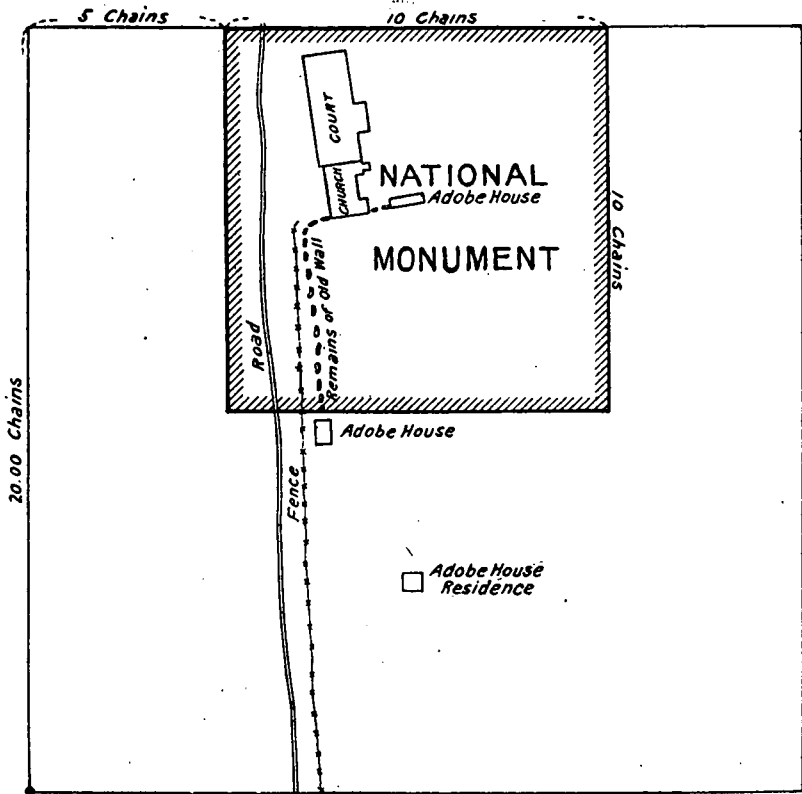 5 Chains
10 Chains
COURT
CHURCH
NATIONAL
Adobe House
10 Chains
MONUMENT
Remains of Old Wall
Road
Adobe House
20.00 Chains
Fence
Adobe House
Residence